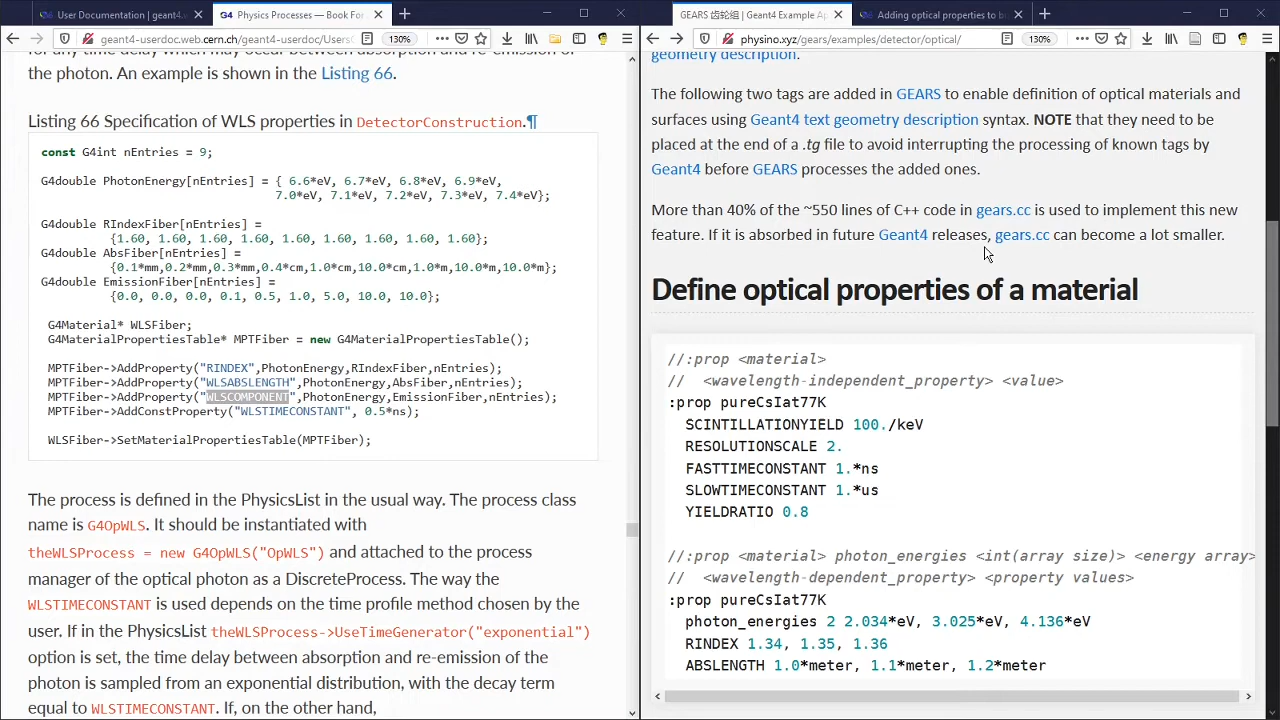 User Documentation | geant4.w
Physics Processes — Book For
geant4-userdoc.web.cern.ch/geant4-userdoc/UsersG
130%
the photon. An example is shown in the Listing 66.
Listing 66 Specification of WLS properties in DetectorConstruction.¶
const G4int nEntries = 9;
G4double PhotonEnergy[nEntries] = { 6.6*eV, 6.7*eV, 6.8*eV, 6.9*eV,
7.0*eV, 7.1*eV, 7.2*eV, 7.3*eV, 7.4*eV};
G4double RIndexFiber[nEntries] =
{1.60, 1.60, 1.60, 1.60, 1.60, 1.60, 1.60, 1.60, 1.60};
G4double AbsFiber[nEntries] =
{0.1*mm,0.2*mm,0.3*mm,0.4*cm,1.0*cm,10.0*cm,1.0*m,10.0*m,10.0*m};
G4double EmissionFiber[nEntries] =
{0.0, 0.0, 0.0, 0.1, 0.5, 1.0, 5.0, 10.0, 10.0};
G4Material* WLSFiber;
G4MaterialPropertiesTable* MPTFiber = new G4MaterialPropertiesTable();
MPTFiber->AddProperty("RINDEX",PhotonEnergy,RIndexFiber,nEntries);
MPTFiber->AddProperty("WLSABSLENGTH",PhotonEnergy,AbsFiber,nEntries);
MPTFiber->AddProperty("WLSCOMPONENT",PhotonEnergy,EmissionFiber,nEntries);
MPTFiber->AddConstProperty("WLSTIMECONSTANT", 0.5*ns);
WLSFiber->SetMaterialPropertiesTable(MPTFiber);
The process is defined in the PhysicsList in the usual way. The process class
name is G4OpWLS. It should be instantiated with
theWLSProcess = new G4OpWLS("OpWLS") and attached to the process
manager of the optical photon as a DiscreteProcess. The way the
WLSTIMECONSTANT is used depends on the time profile method chosen by the
user. If in the PhysicsList theWLSProcess->UseTimeGenerator("exponential")
option is set, the time delay between absorption and re-emission of the
photon is sampled from an exponential distribution, with the decay term
equal to WLSTIMECONSTANT. If, on the other hand,
GEARS 齿轮组 | Geant4 Example Ap
Adding optical properties to b
physino.xyz/gears/examples/detector/optical/
130%
geometry description.
The following two tags are added in GEARS to enable definition of optical materials and
surfaces using Geant4 text geometry description syntax. NOTE that they need to be
placed at the end of a .tg file to avoid interrupting the processing of known tags by
Geant4 before GEARS processes the added ones.
More than 40% of the ~550 lines of C++ code in gears.cc is used to implement this new
feature. If it is absorbed in future Geant4 releases, gears.cc can become a lot smaller.
Define optical properties of a material
//:prop <material>
// <wavelength-independent_property> <value>
:prop pureCsIat77K
SCINTILLATIONYIELD 100./keV
RESOLUTIONSCALE 2.
FASTTIMECONSTANT 1.*ns
SLOWTIMECONSTANT 1.*us
YIELDRATIO 0.8
//:prop <material> photon_energies <int(array size)> <energy array>
// <wavelength-dependent_property> <property values>
:prop pureCsIat77K
photon_energies 2 2.034*eV, 3.025*eV, 4.136*eV
RINDEX 1.34, 1.35, 1.36
ABSLENGTH 1.0*meter, 1.1*meter, 1.2*meter